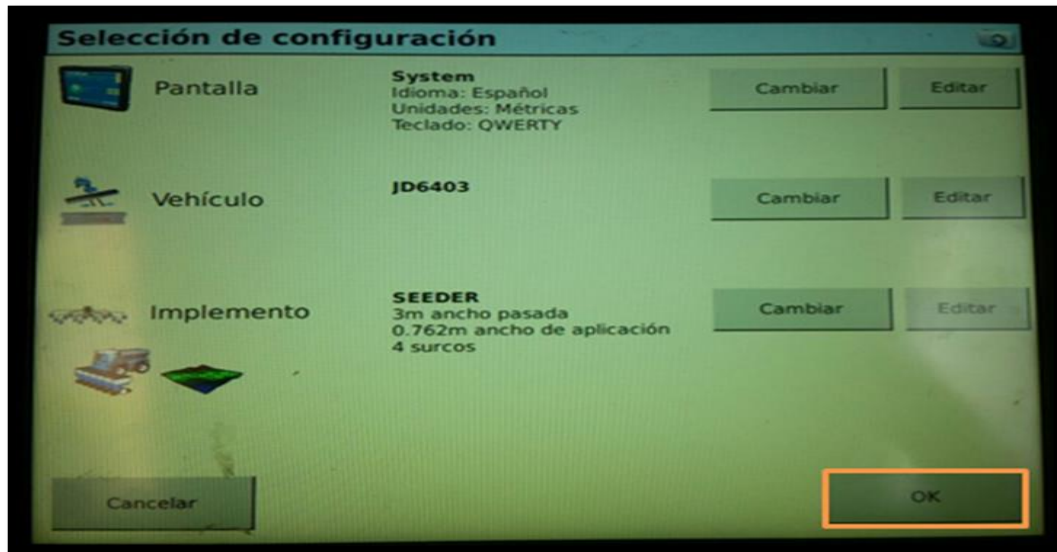 Selección de configuración
Pantalla
System
Idioma: Español
Unidades: Métricas
Teclado: QWERTY
Cambiar
Editar
Vehículo
JD6403
Cambiar
Editar
Implemento
SEEDER
3m ancho pasada
0.762m ancho de aplicación
4 surcos
Cambiar
Editar
Cancelar
OK